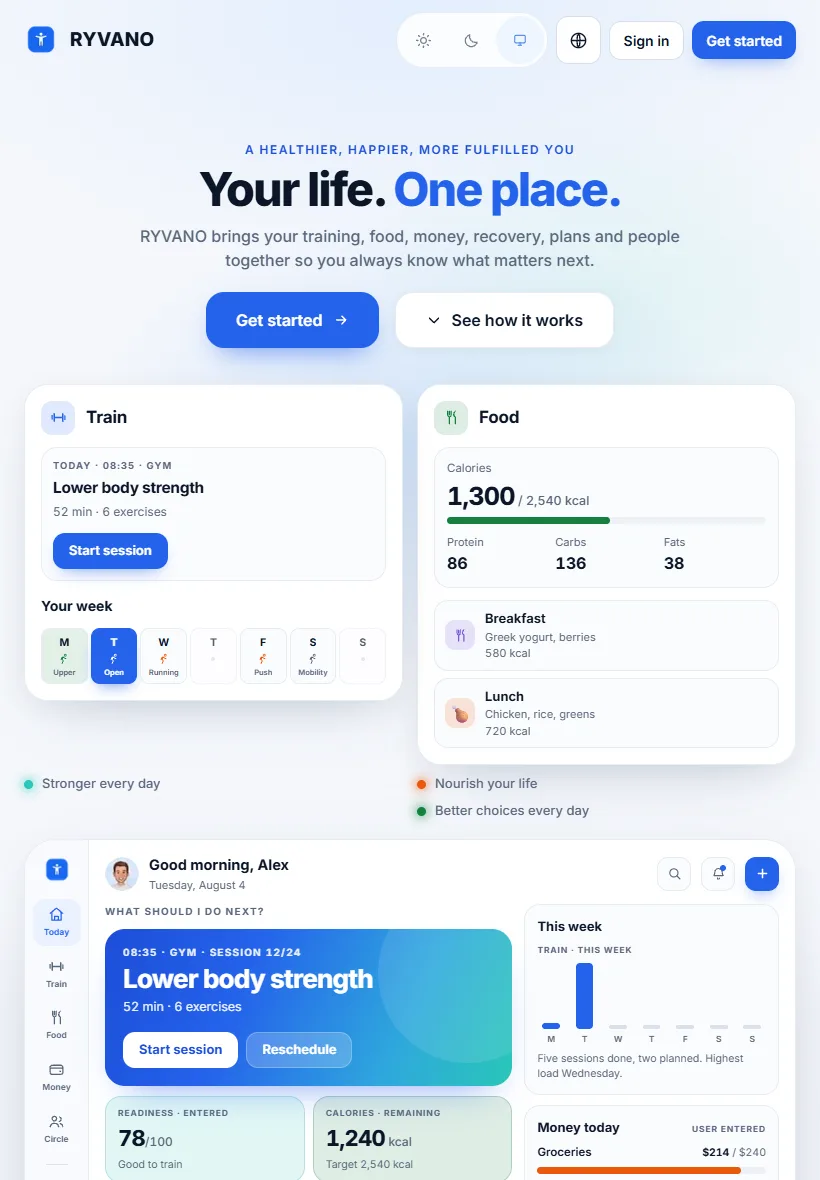 RYVANO
Sign in
Get started
A HEALTHIER, HAPPIER, MORE FULFILLED YOU
Your life. One place.
RYVANO brings your training, food, money, recovery, plans and people
together so you always know what matters next.
Get started
See how it works
Train
TODAY · 08:35 · GYM
Lower body strength
52 min · 6 exercises
Start session
Your week
M T W T F S S
Upper Open Running Push Mobility
Food
Calories
1,300 / 2,540 kcal
Protein Carbs Fats
86 136 38
Breakfast
Greek yogurt, berries
580 kcal
Lunch
Chicken, rice, greens
720 kcal
Stronger every day
Nourish your life
Better choices every day
Good morning, Alex
Tuesday, August 4
Today
Train
Food
Money
Circle
WHAT SHOULD I DO NEXT?
08:35 · GYM · SESSION 12/24
Lower body strength
52 min · 6 exercises
Start session
Reschedule
READINESS · ENTERED
78/100
Good to train
CALORIES · REMAINING
1,240 kcal
Target 2,540 kcal
This week
TRAIN · THIS WEEK
M T W T F S S
Five sessions done, two planned. Highest
load Wednesday.
Money today
USER ENTERED
Groceries
$214 / $240